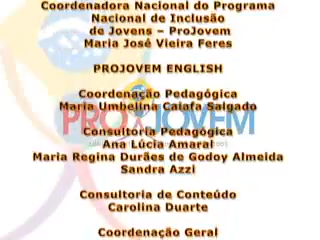 Coordenadora Nacional do Programa
Nacional de Inclusão
de Jovens – ProJovem
Maria José Vieira Feres
PROJOVEM ENGLISH
Coordenação Pedagógica
Maria Umbelina Caiafa Salgado
PROJOVEM
Consultoria Pedagógica
Ana Lúcia Amaral
Maria Regina Durães de Godoy Almeida
Sandra Azzi
Consultoria de Conteúdo
Carolina Duarte
Coordenação Geral